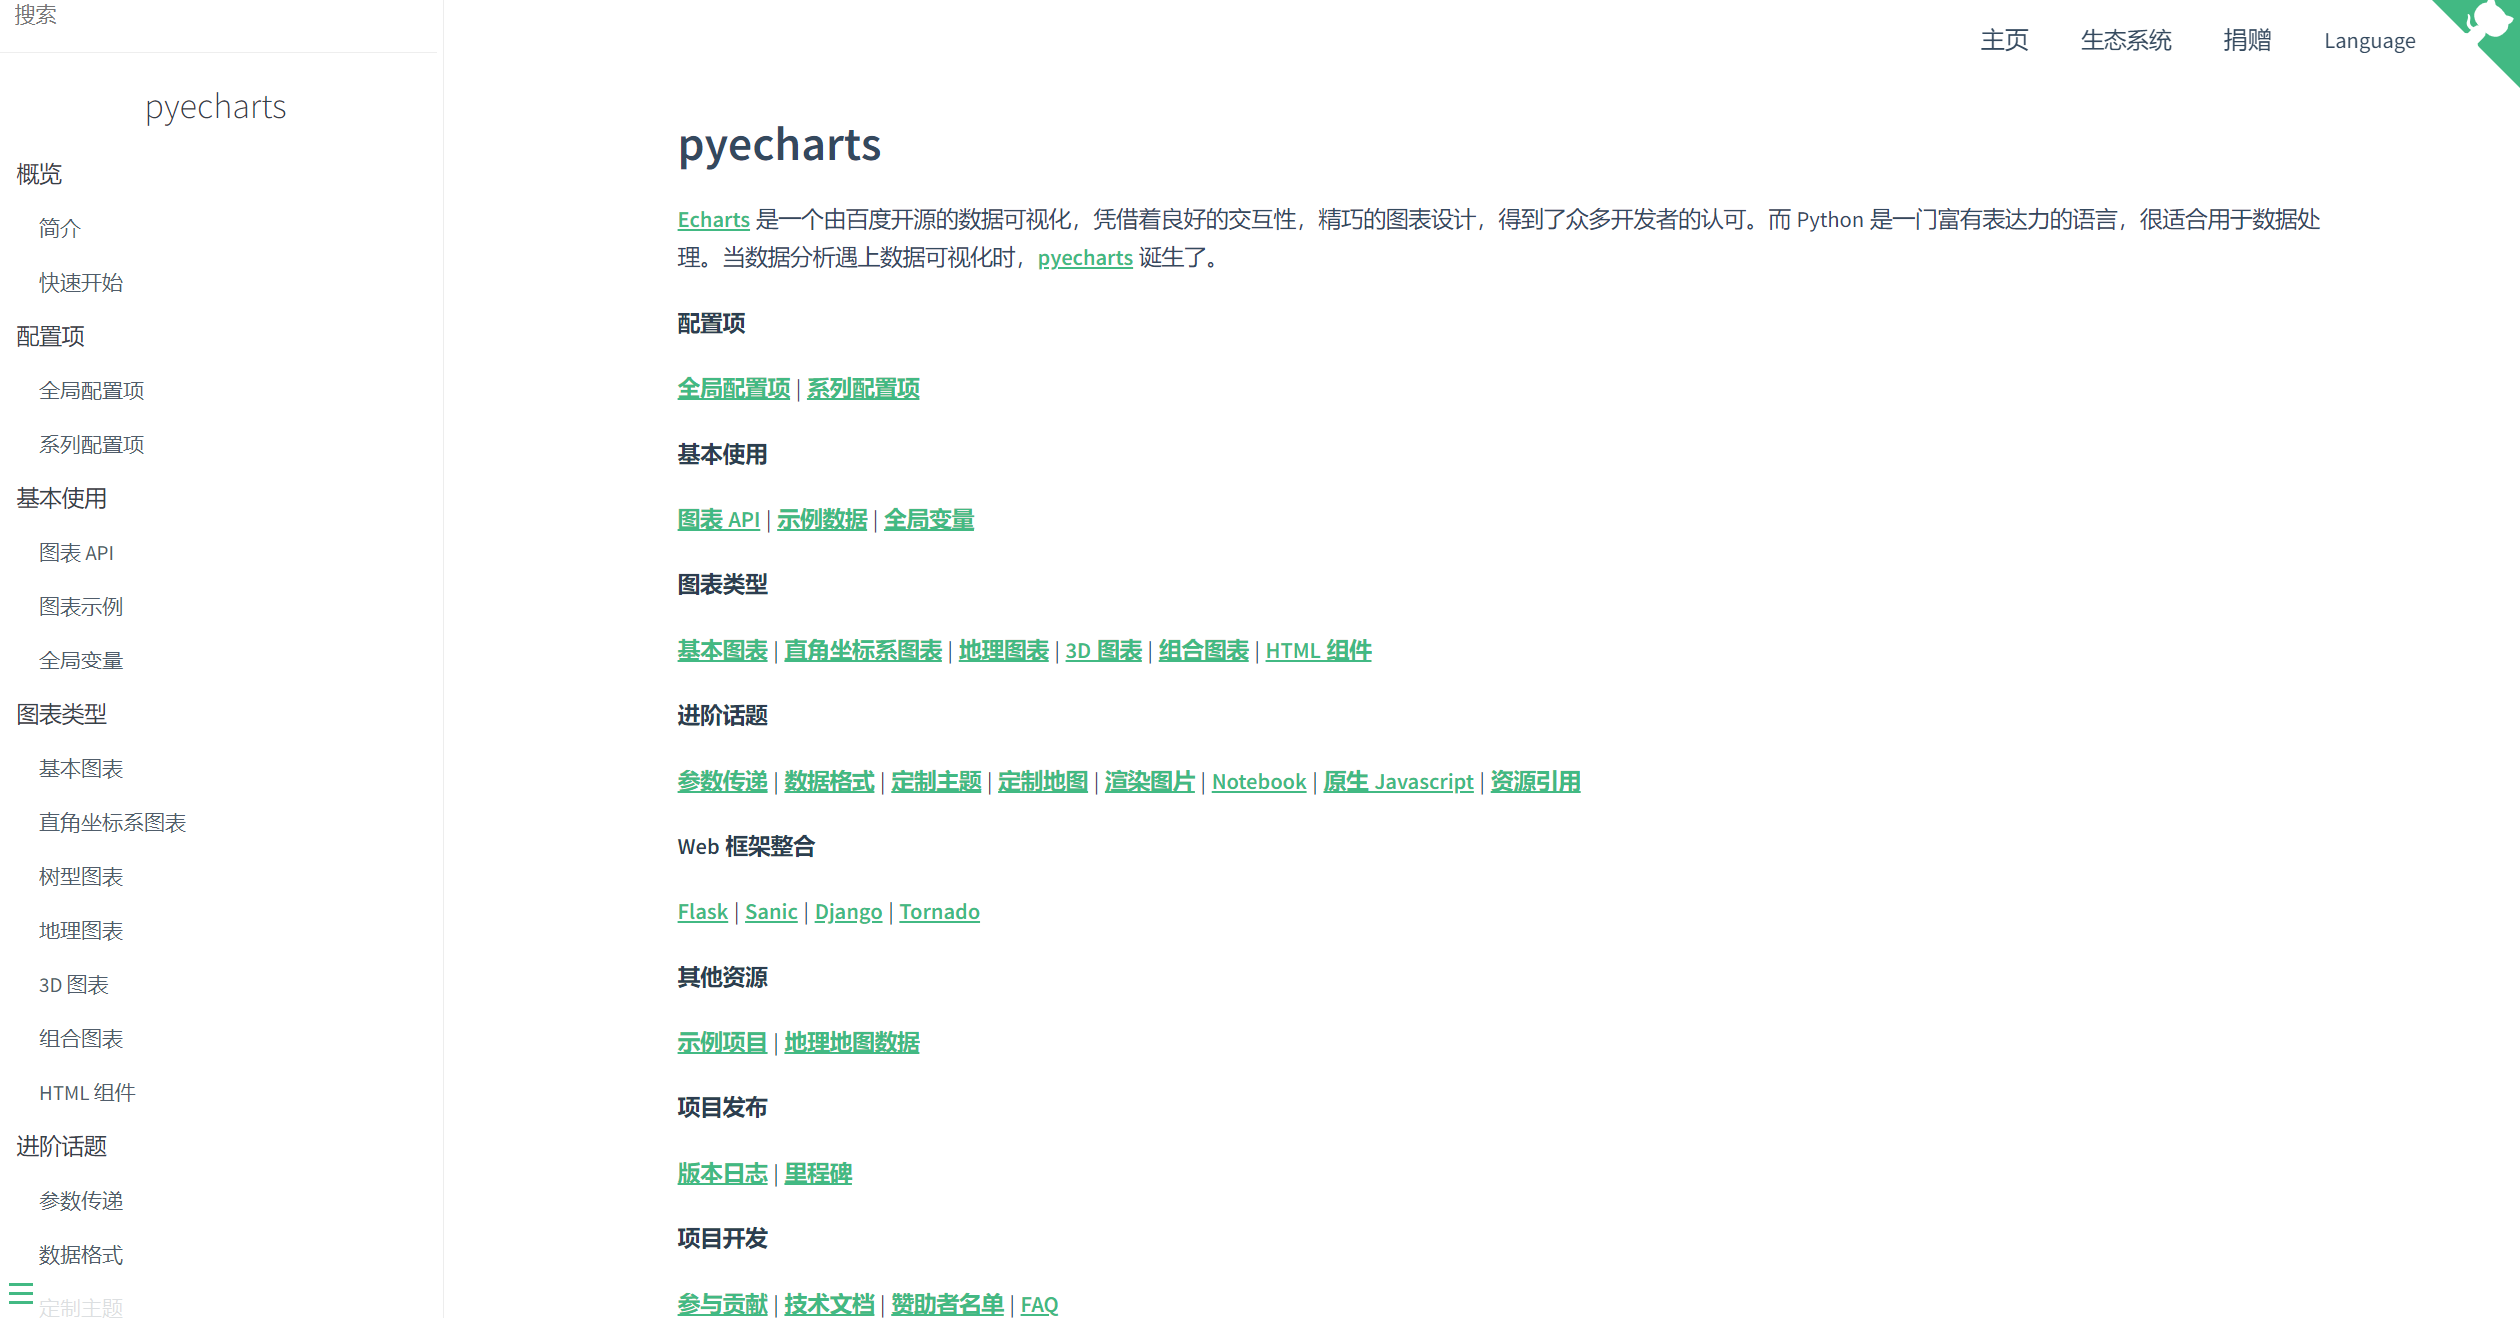 搜索
pyecharts
概览
简介
快速开始
配置项
全局配置项
系列配置项
基本使用
图表 API
图表示例
全局变量
图表类型
基本图表
直角坐标系图表
树型图表
地理图表
3D 图表
组合图表
HTML 组件
进阶话题
参数传递
数据格式
定制主题
主页 生态系统 捐赠 Language
pyecharts
Echarts 是一个由百度开源的数据可视化，凭借着良好的交互性，精巧的图表设计，得到了众多开发者的认可。而 Python 是一门富有表达力的语言，很适合用于数据处
理。当数据分析遇上数据可视化时，pyecharts 诞生了。
配置项
全局配置项 | 系列配置项
基本使用
图表 API | 示例数据 | 全局变量
图表类型
基本图表 | 直角坐标系图表 | 地理图表 | 3D 图表 | 组合图表 | HTML 组件
进阶话题
参数传递 | 数据格式 | 定制主题 | 定制地图 | 渲染图片 | Notebook | 原生 Javascript | 资源引用
Web 框架整合
Flask | Sanic | Django | Tornado
其他资源
示例项目 | 地理地图数据
项目发布
版本日志 | 里程碑
项目开发
参与贡献 | 技术文档 | 赞助者名单 | FAQ